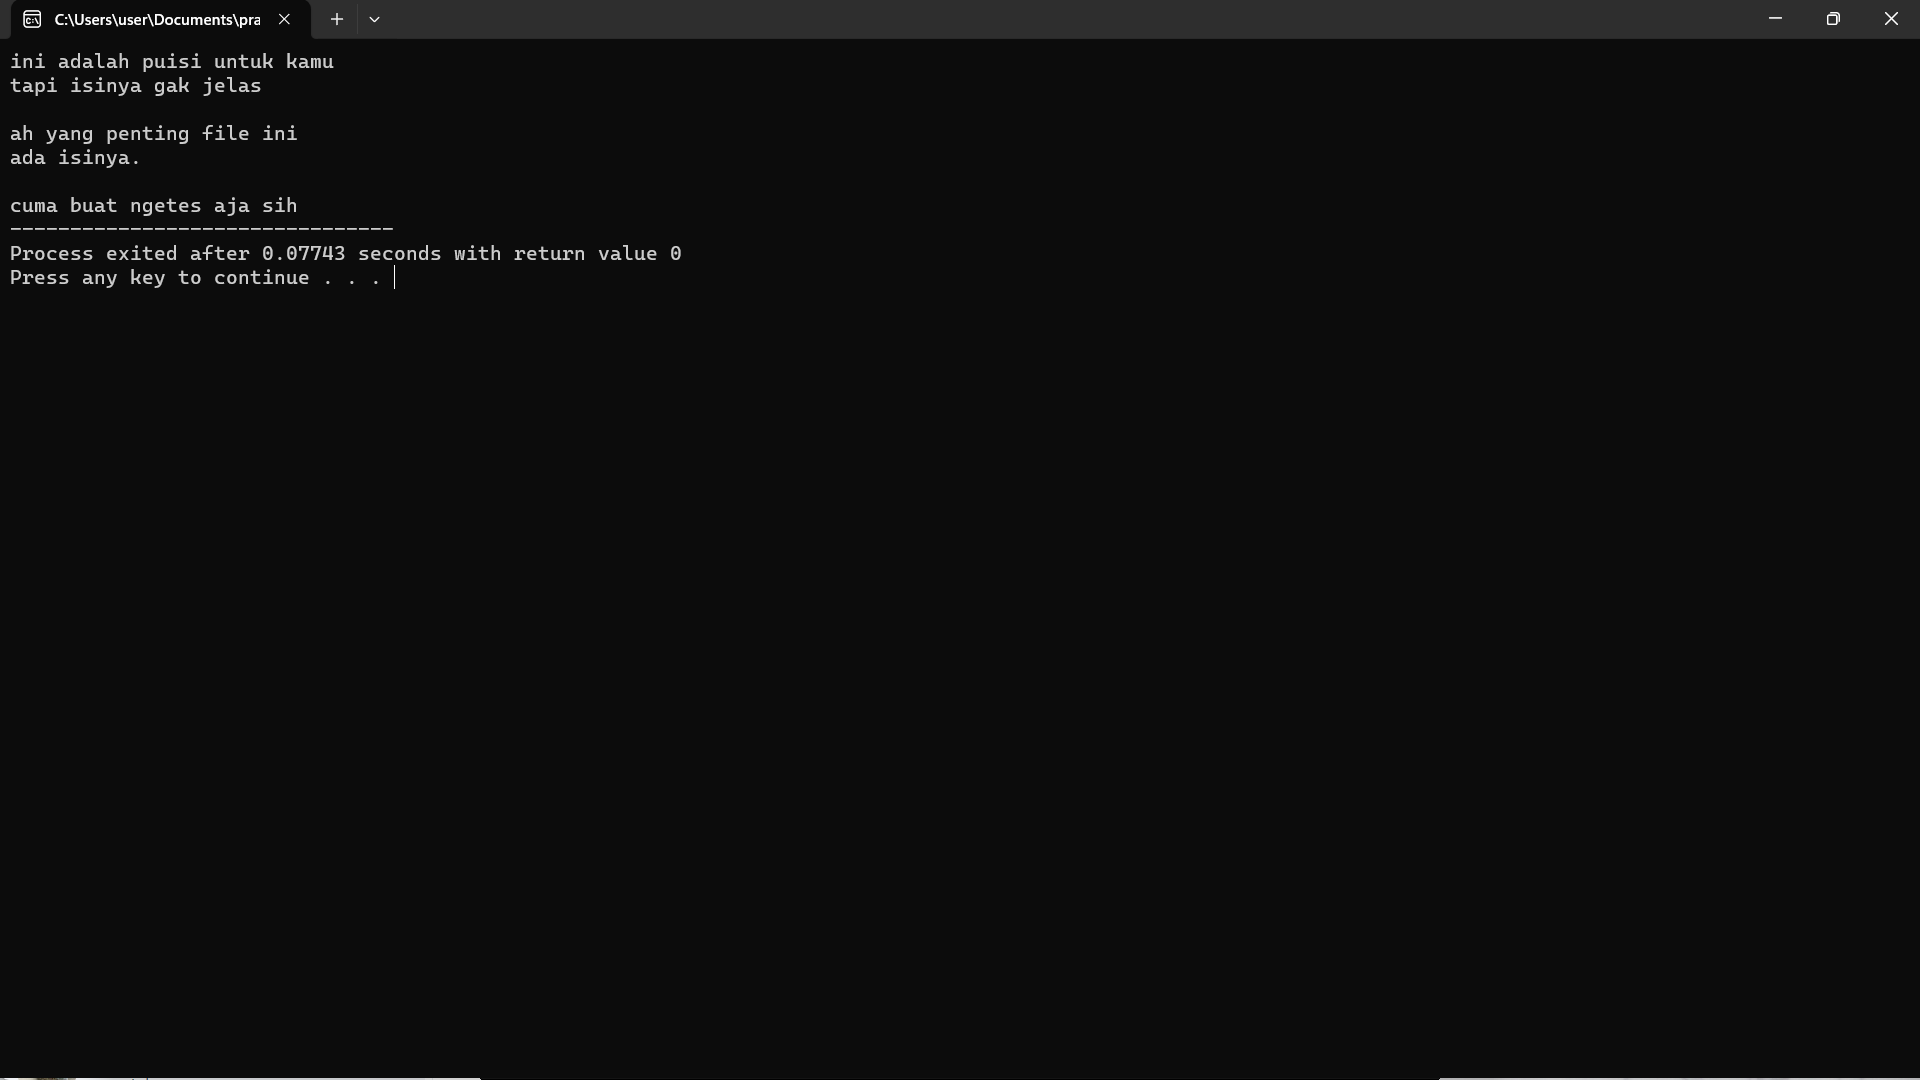 C:\Users\user\Documents\pra
ini adalah puisi untuk kamu
tapi isinya gak jelas
ah yang penting file ini
ada isinya.
cuma buat ngetes aja sih
--------------------------------
Process exited after 0.07743 seconds with return value 0
Press any key to continue . . .